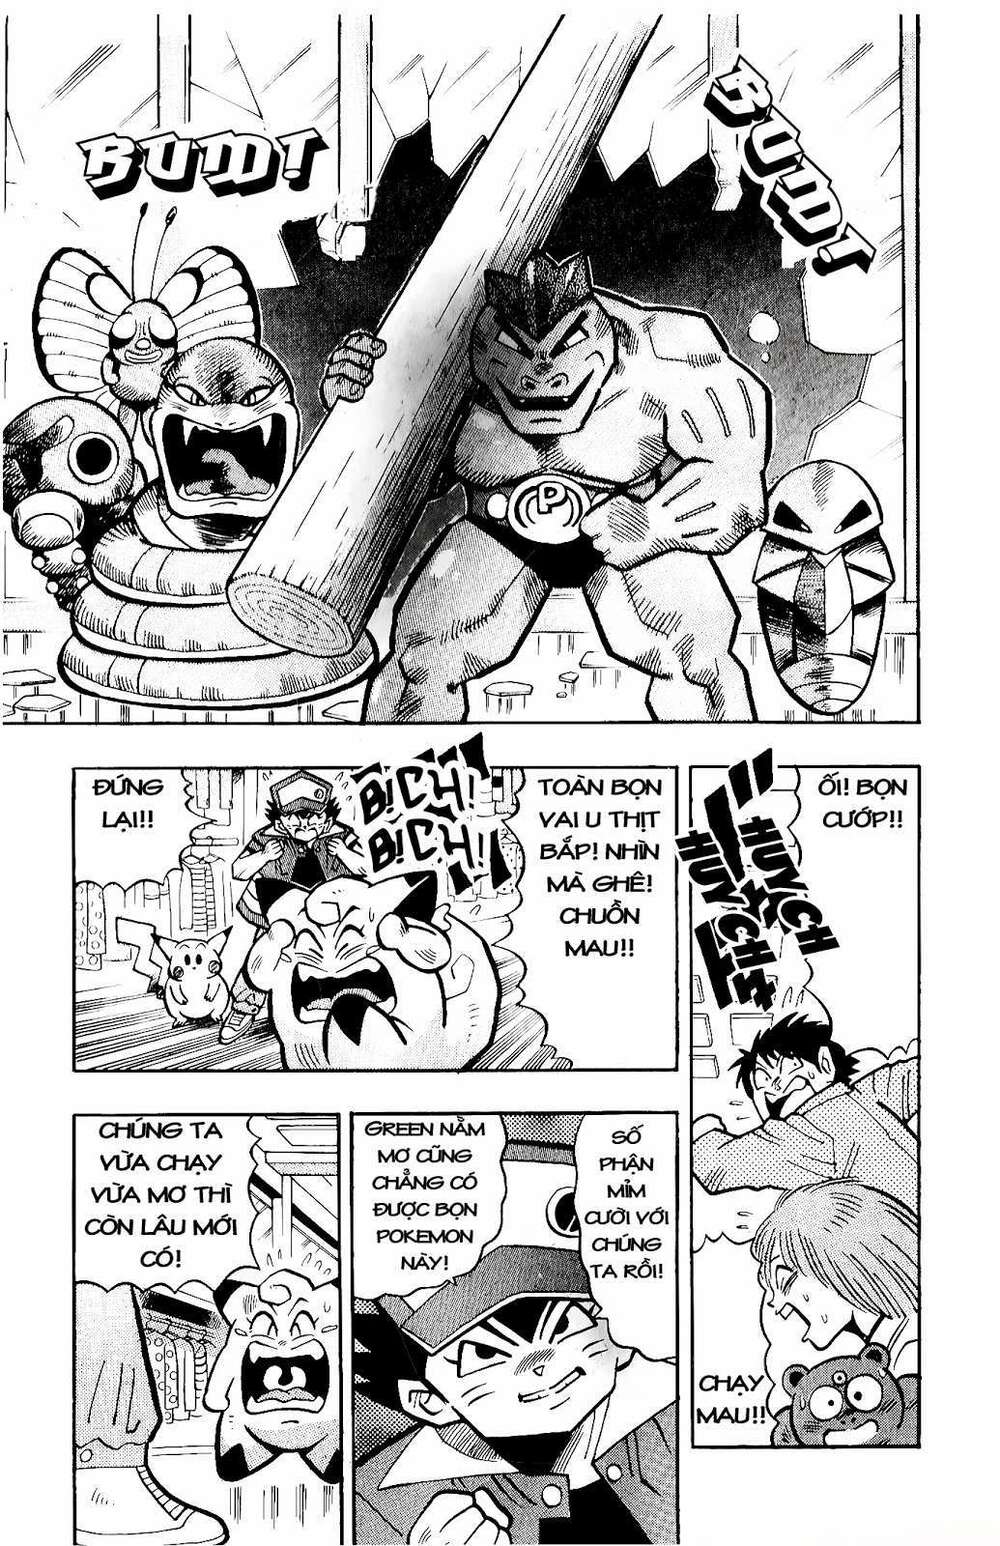 BUM!
BUM!
P
ỐI! BỌN
CƯỚP!!
HUỴCH
HUỴCH
CHẠY
MAU!!
TOÀN BỌN
VAI U THỊT
BẮP! NHÌN
MÀ GHÊ!
CHUỒN
MAU!!
BỊCH!
BỊCH!!
ĐỨNG
LẠI!!
SỐ
PHẬN
MỈM
CƯỜI VỚI
CHÚNG
TA RỒI!
GREEN NẰM
MƠ CŨNG
CHẲNG CÓ
ĐƯỢC BỌN
POKEMON
NÀY!
CHÚNG TA
VỪA CHẠY
VỪA MƠ THÌ
CÒN LÂU MỚI
CÓ!